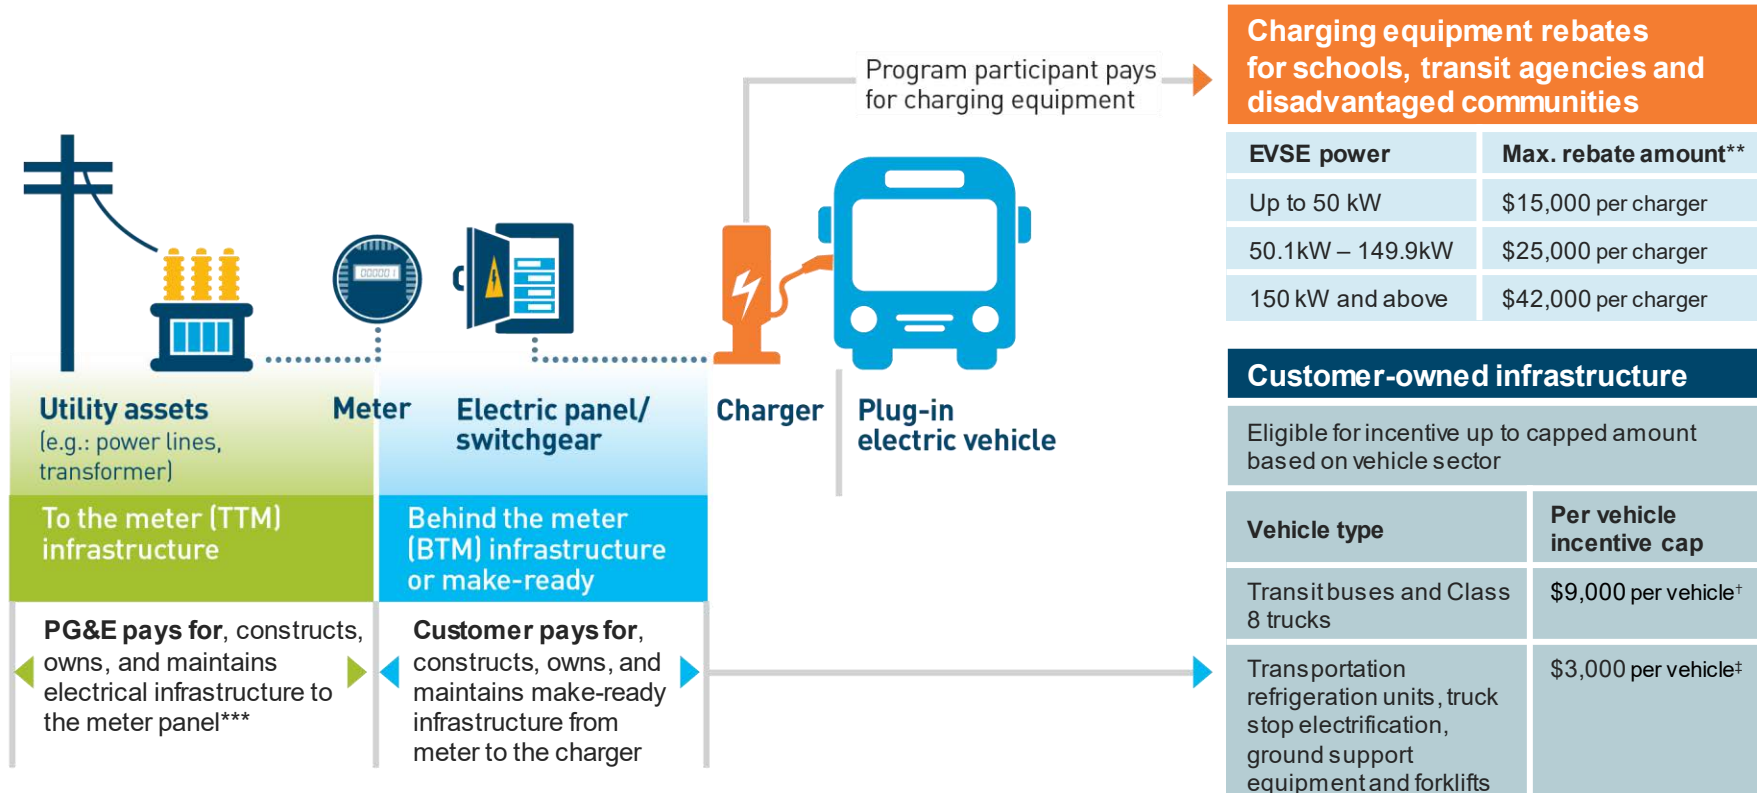 Program participant pays
for charging equipment
Charging equipment rebates
for schools, transit agencies and
disadvantaged communities
EVSE power
Max. rebate amount**
Up to 50 kW
$15,000 per charger
50.1kW – 149.9kW
$25,000 per charger
150 kW and above
$42,000 per charger
000001
Utility assets
(e.g.: power lines,
transformer)
Meter
Electric panel/
switchgear
Charger
Plug-in
electric vehicle
To the meter (TTM)
infrastructure
Behind the meter
(BTM) infrastructure
or make-ready
PG&E pays for, constructs,
owns, and maintains
electrical infrastructure to
the meter panel***
Customer pays for,
constructs, owns, and
maintains make-ready
infrastructure from
meter to the charger
Customer-owned infrastructure
Eligible for incentive up to capped amount
based on vehicle sector
Vehicle type
Per vehicle
incentive cap
Transit buses and Class
8 trucks
$9,000 per vehicle†
Transportation
refrigeration units, truck
stop electrification,
ground support
equipment and forklifts
$3,000 per vehicle‡